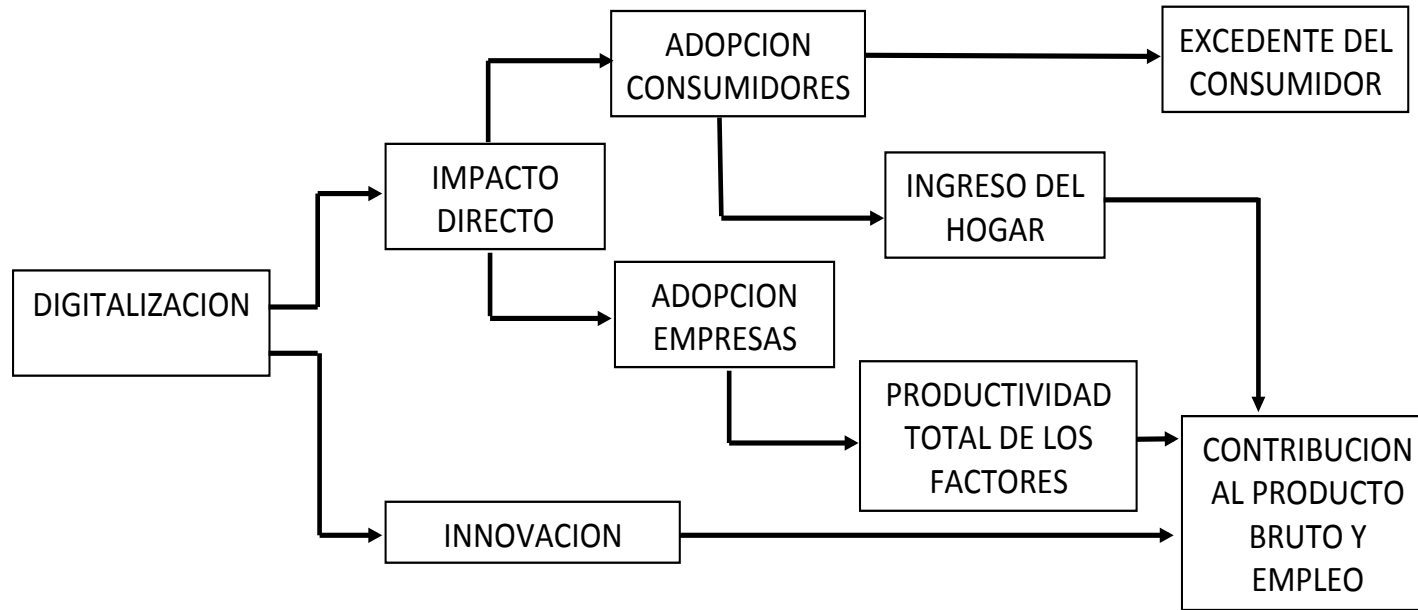 ADOPCION
CONSUMIDORES
EXCEDENTE DEL
CONSUMIDOR
IMPACTO
DIRECTO
INGRESO DEL
HOGAR
DIGITALIZACION
ADOPCION
EMPRESAS
PRODUCTIVIDAD
TOTAL DE LOS
FACTORES
CONTRIBUCION
AL PRODUCTO
BRUTO Y
EMPLEO
INNOVACION